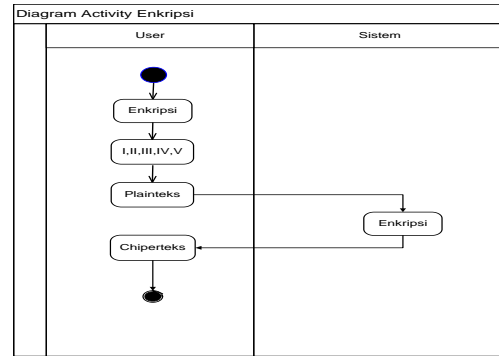 Diagram Activity Enkripsi
User
Sistem
Enkripsi
I,II,III,IV,V
Plainteks
Enkripsi
Chiperteks